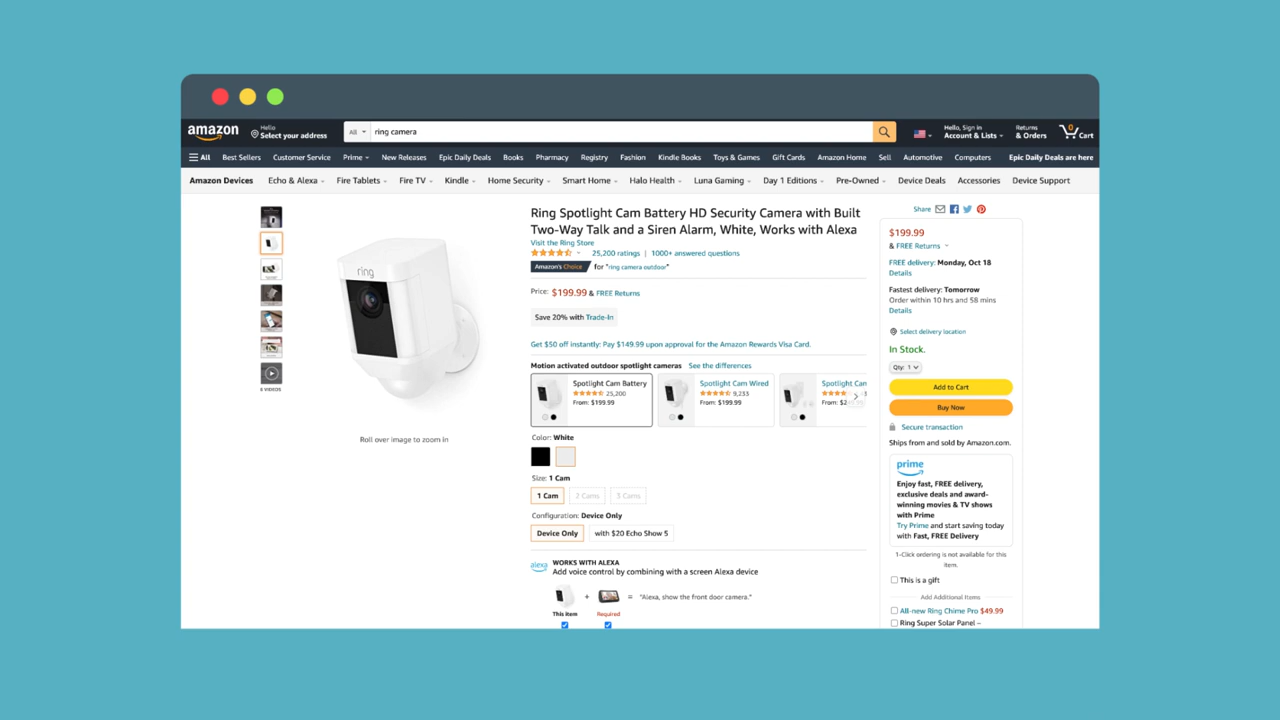 amazon
Hello
Select your address
All
ring camera
Hello, Sign in
Account & Lists
Returns
& Orders
0
Cart
All
Best Sellers
Customer Service
Prime
New Releases
Epic Daily Deals
Books
Pharmacy
Registry
Fashion
Kindle Books
Toys & Games
Gift Cards
Amazon Home
Sell
Automotive
Computers
Epic Daily Deals are here
Amazon Devices
Echo & Alexa
Fire Tablets
Fire TV
Kindle
Home Security
Smart Home
Halo Health
Luna Gaming
Day 1 Editions
Pre-Owned
Device Deals
Accessories
Device Support
6 VIDEOS
ring
Roll over image to zoom in
Ring Spotlight Cam Battery HD Security Camera with Built
Two-Way Talk and a Siren Alarm, White, Works with Alexa
Visit the Ring Store
25,200 ratings | 1000+ answered questions
Amazon's Choice for "ring camera outdoor"
Price: $199.99 & FREE Returns
Save 20% with Trade-In
Get $50 off instantly: Pay $149.99 upon approval for the Amazon Rewards Visa Card.
Motion activated outdoor spotlight cameras See the differences
Spotlight Cam Battery
25,200
From: $199.99
Spotlight Cam Wired
9,233
From: $199.99
Spotlight Cam
From: $2
Color: White
Size: 1 Cam
1 Cam
2 Cams
3 Cams
Configuration: Device Only
Device Only
with $20 Echo Show 5
alexa
WORKS WITH ALEXA
Add voice control by combining with a screen Alexa device
+ = "Alexa, show the front door camera."
This item
Required
Share
$199.99
& FREE Returns
FREE delivery: Monday, Oct 18
Details
Fastest delivery: Tomorrow
Order within 10 hrs and 58 mins
Details
Select delivery location
In Stock.
Qty: 1
Add to Cart
Buy Now
Secure transaction
Ships from and sold by Amazon.com.
prime
Enjoy fast, FREE delivery,
exclusive deals and award-
winning movies & TV shows
with Prime
Try Prime and start saving today
with Fast, FREE Delivery
1-Click ordering is not available for this
item.
This is a gift
Add Additional Items
All-new Ring Chime Pro $49.99
Ring Super Solar Panel –